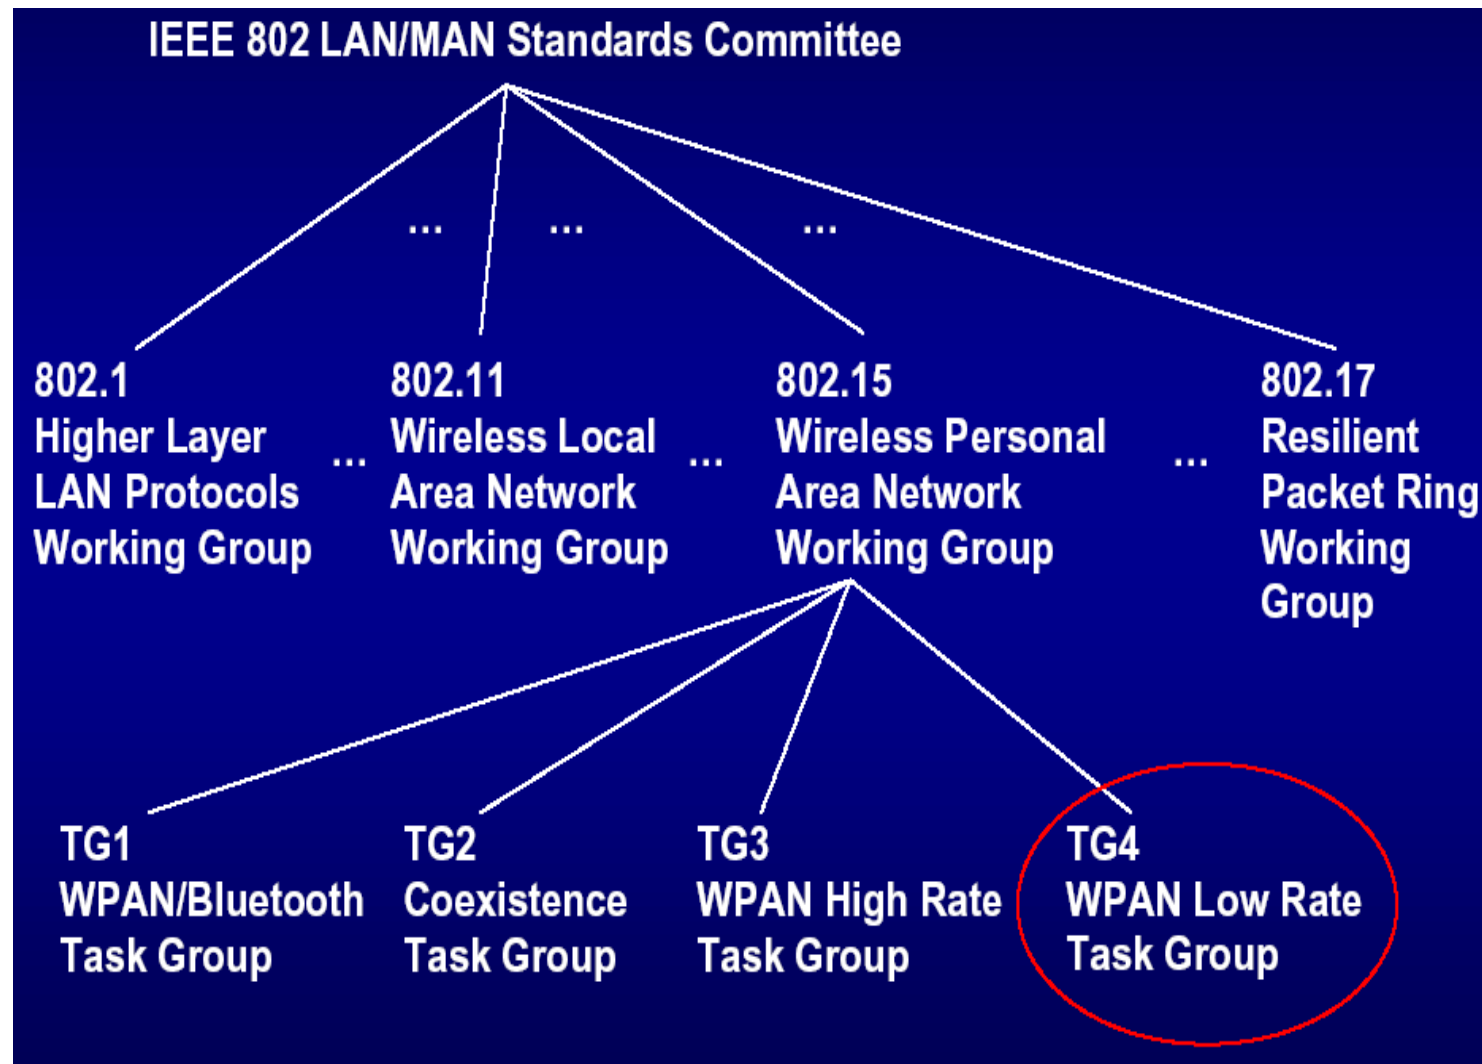 IEEE 802 LAN/MAN Standards Committee
... ... ...
802.1
Higher Layer
LAN Protocols
Working Group
...
802.11
Wireless Local
Area Network
Working Group
...
802.15
Wireless Personal
Area Network
Working Group
...
802.17
Resilient
Packet Ring
Working
Group
TG1
WPAN/Bluetooth
Task Group
TG2
Coexistence
Task Group
TG3
WPAN High Rate
Task Group
TG4
WPAN Low Rate
Task Group